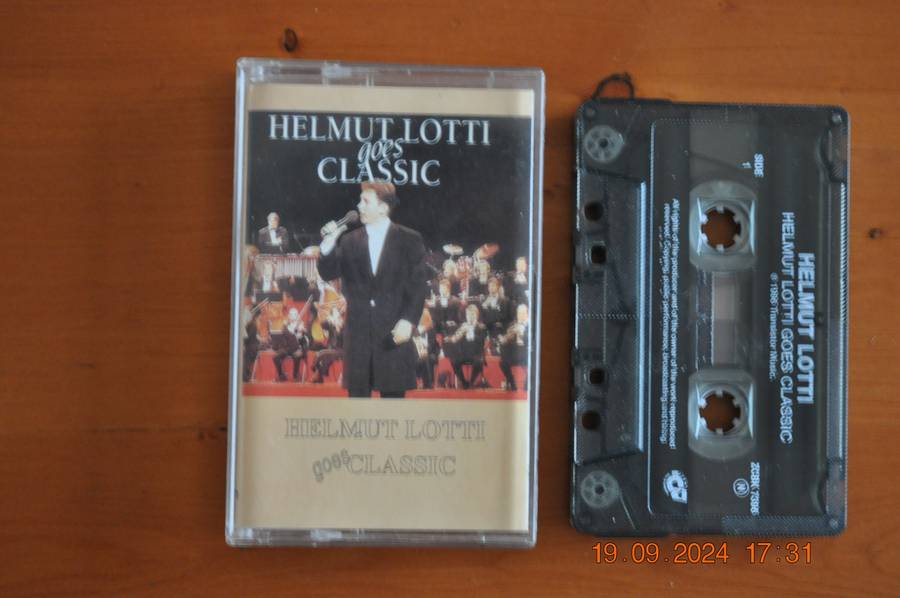 HELMUT LOTTI
goes
CLASSIC
HELMUT LOTTI
goes CLASSIC
SIDE
1
HELMUT LOTTI
HELMUT LOTTI GOES CLASSIC
℗ 1996 Transistor Music.
All rights of the producer and of the owner of the work reproduced
reserved. Copying, public performance, broadcasting and hiring
19.09.2024 17:31